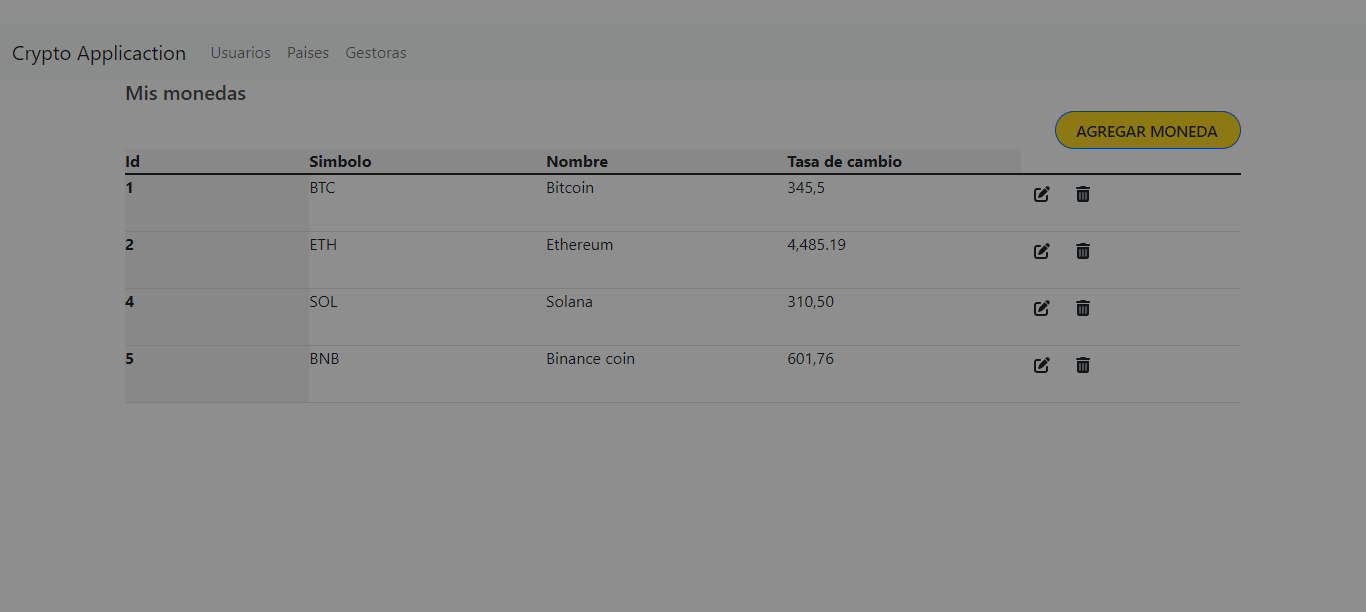 Crypto Applicaction Usuarios Paises Gestoras
Mis monedas
AGREGAR MONEDA
Id Simbolo Nombre Tasa de cambio
1 BTC Bitcoin 345,5
2 ETH Ethereum 4,485.19
4 SOL Solana 310,50
5 BNB Binance coin 601,76